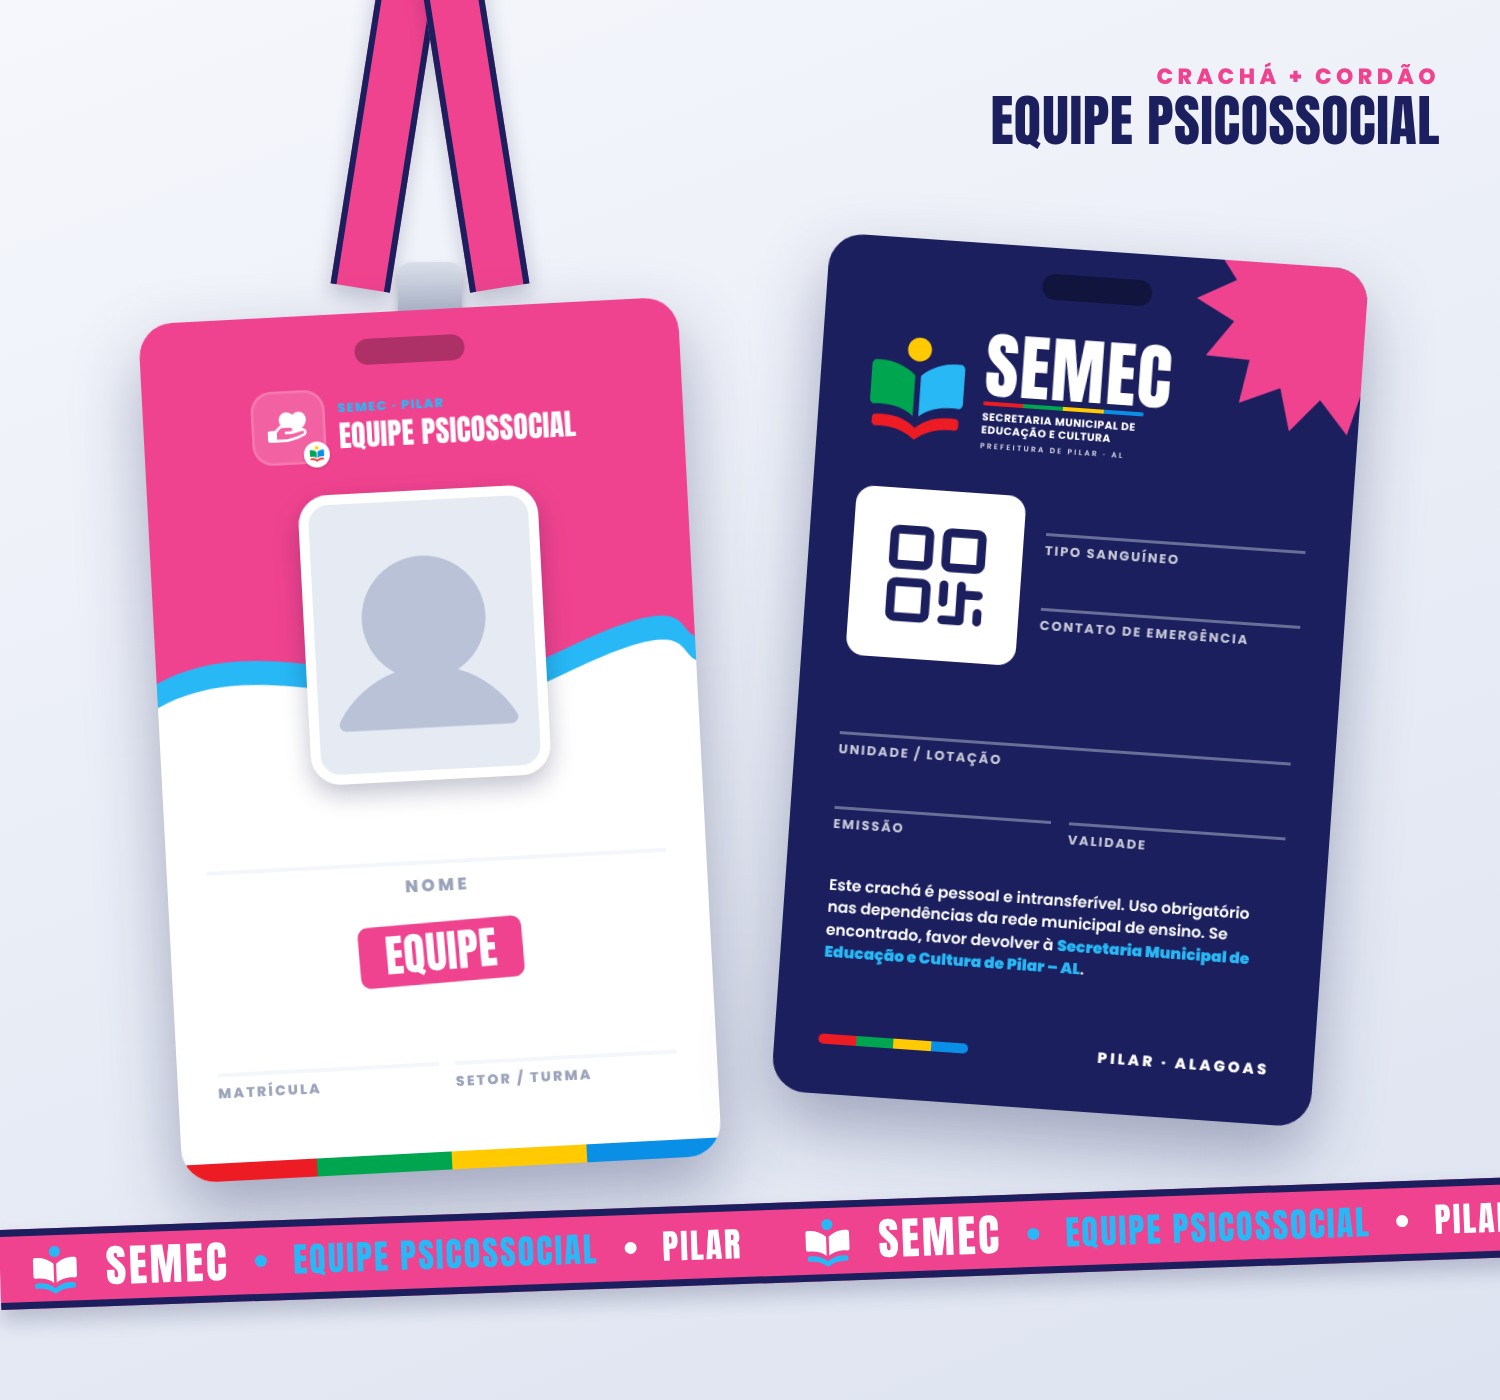 CRACHÁ + CORDÃO
EQUIPE PSICOSSOCIAL
SEMEC · PILAR
EQUIPE PSICOSSOCIAL
NOME
EQUIPE
MATRÍCULA
SETOR / TURMA
SEMEC
SECRETARIA MUNICIPAL DE
EDUCAÇÃO E CULTURA
PREFEITURA DE PILAR · AL
TIPO SANGUÍNEO
CONTATO DE EMERGÊNCIA
UNIDADE / LOTAÇÃO
EMISSÃO
VALIDADE
Este crachá é pessoal e intransferível. Uso obrigatório
nas dependências da rede municipal de ensino. Se
encontrado, favor devolver à Secretaria Municipal de
Educação e Cultura de Pilar – AL.
PILAR · ALAGOAS
SEMEC • EQUIPE PSICOSSOCIAL • PILAR SEMEC • EQUIPE PSICOSSOCIAL • PILA